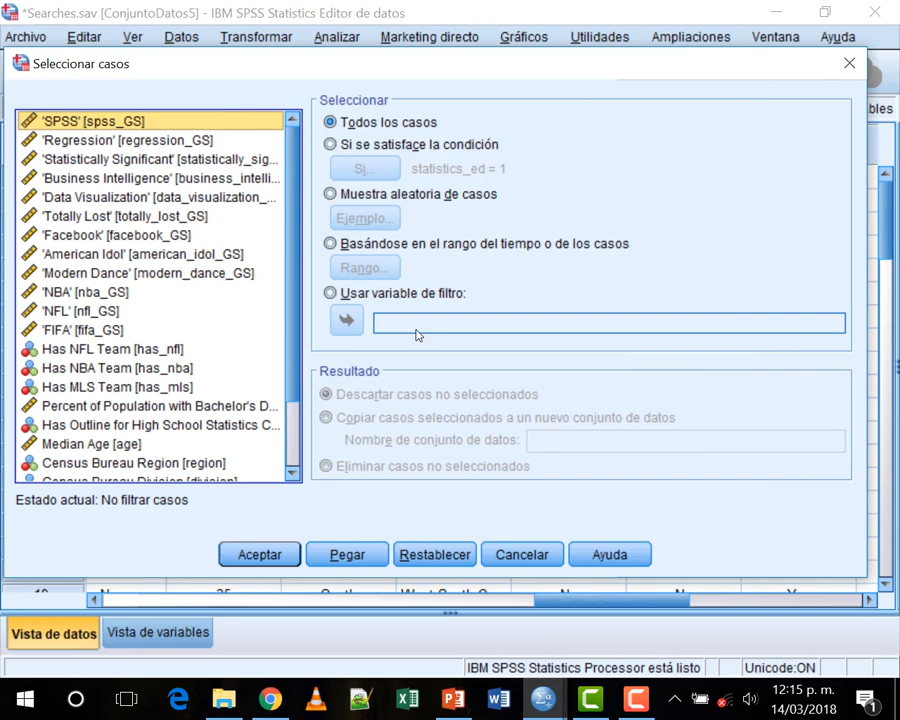 *Searches.sav [ConjuntoDatos5] - IBM SPSS Statistics Editor de datos
Archivo Editar Ver Datos Transformar Analizar Marketing directo Gráficos Utilidades Ampliaciones Ventana Ayuda
Seleccionar casos
'SPSS' [spss_GS]
'Regression' [regression_GS]
'Statistically Significant' [statistically_sig...
'Business Intelligence' [business_intelli...
'Data Visualization' [data_visualization_...
'Totally Lost' [totally_lost_GS]
'Facebook' [facebook_GS]
'American Idol' [american_idol_GS]
'Modern Dance' [modern_dance_GS]
'NBA' [nba_GS]
'NFL' [nfl_GS]
'FIFA' [fifa_GS]
Has NFL Team [has_nfl]
Has NBA Team [has_nba]
Has MLS Team [has_mls]
Percent of Population with Bachelor's D...
Has Outline for High School Statistics C...
Median Age [age]
Census Bureau Region [region]
Census Bureau Division [division]
Seleccionar
Todos los casos
Si se satisface la condición
Si... statistics_ed = 1
Muestra aleatoria de casos
Ejemplo...
Basándose en el rango del tiempo o de los casos
Rango...
Usar variable de filtro:
Resultado
Descartar casos no seleccionados
Copiar casos seleccionados a un nuevo conjunto de datos
Nombre de conjunto de datos:
Eliminar casos no seleccionados
Estado actual: No filtrar casos
Aceptar Pegar Restablecer Cancelar Ayuda
Vista de datos Vista de variables
IBM SPSS Statistics Processor está listo Unicode:ON
12:15 p. m.
14/03/2018
1